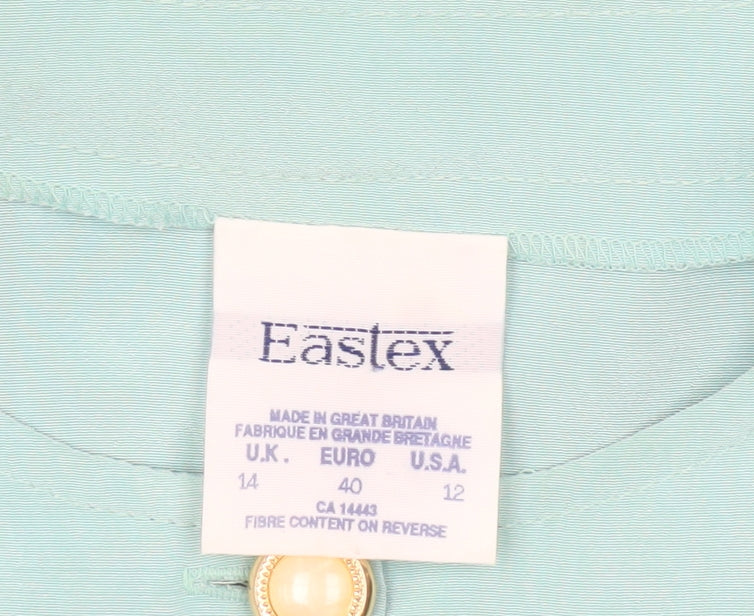 Eastex
MADE IN GREAT BRITAIN
FABRIQUE EN GRANDE BRETAGNE
U.K. EURO U.S.A.
14 40 12
CA 14443
FIBRE CONTENT ON REVERSE